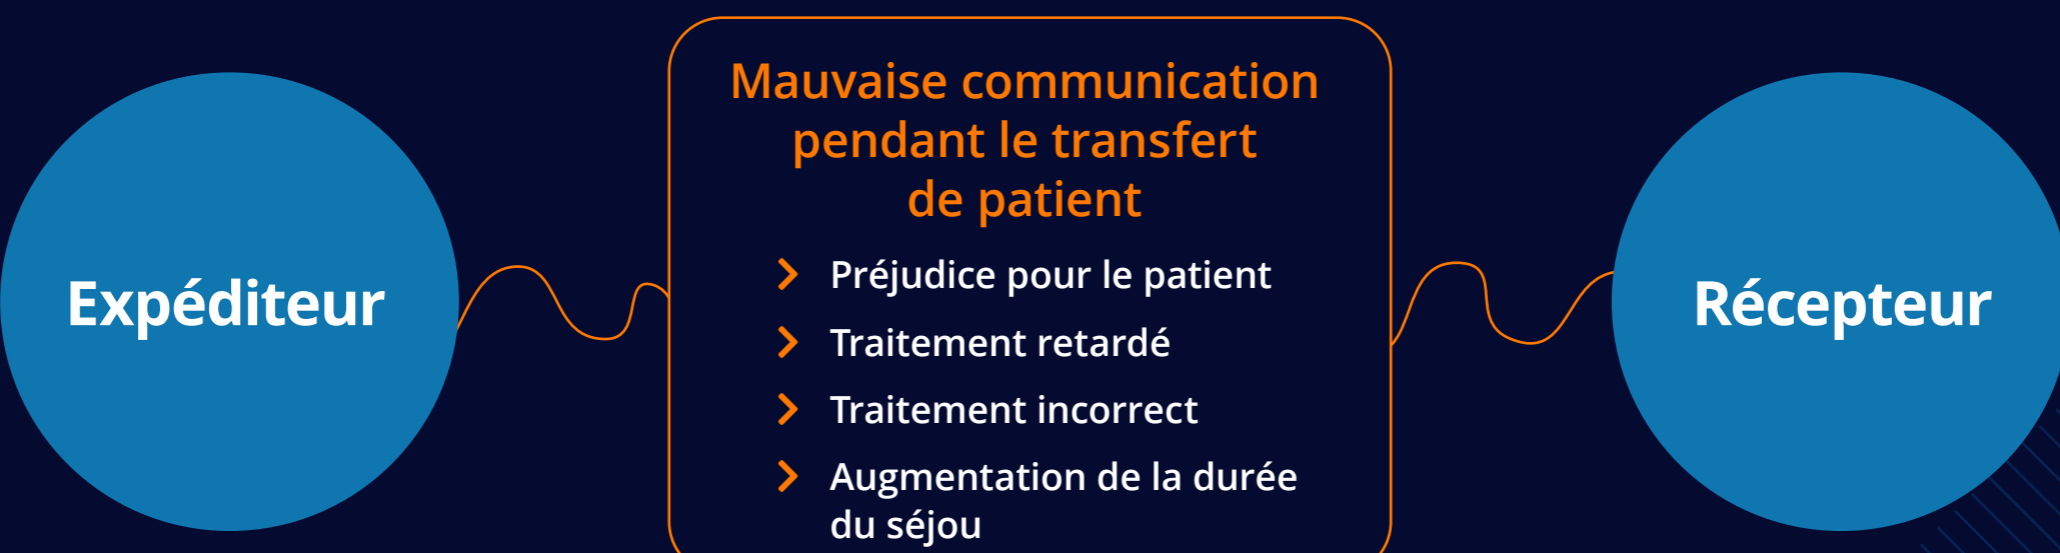 Expéditeur
Mauvaise communication
pendant le transfert
de patient
Préjudice pour le patient
Traitement retardé
Traitement incorrect
Augmentation de la durée
du séjou
Récepteur